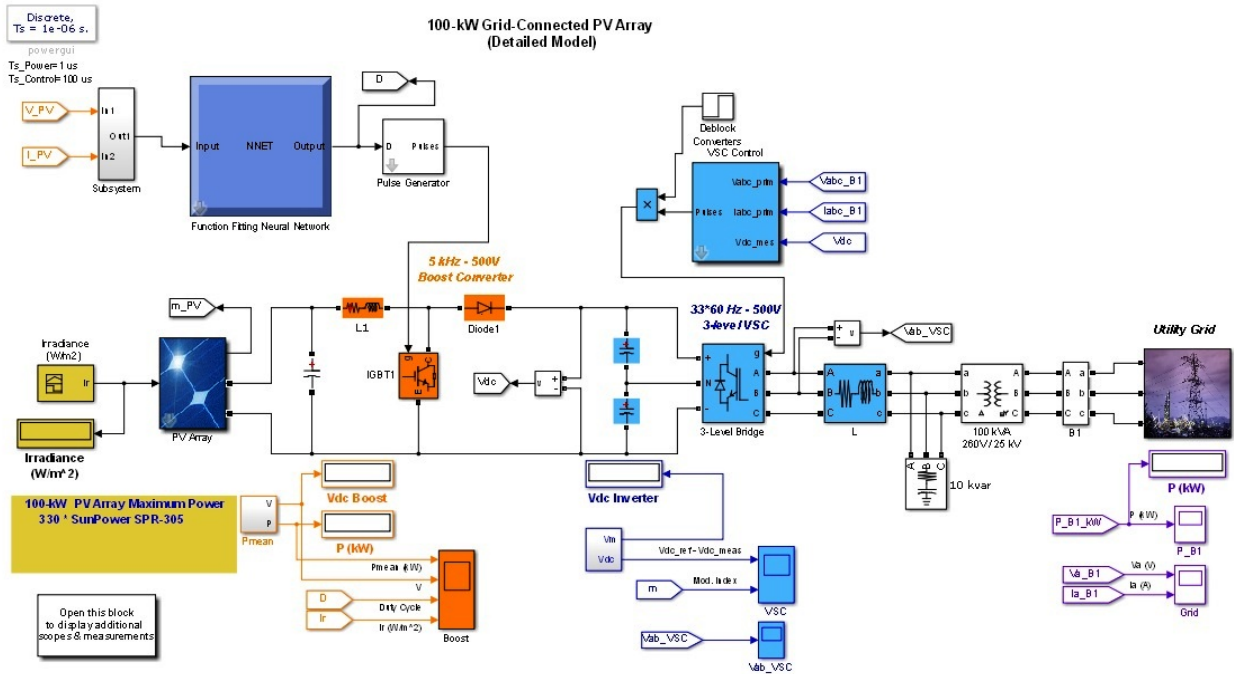 Discrete,
Ts = 1e-06 s.
powergui
Ts_Power= 1 us
Ts_Control= 100 us
100-kW Grid-Connected PV Array
(Detailed Model)
V_PV
I_PV
In1
In2
Out1
Subsystem
Input
NNET
Output
Function Fitting Neural Network
D
D
Pulses
Pulse Generator
Deblock
Converters
VSC Control
Vabc_prim
Pulses
Iabc_prim
Vdc_mes
Vabc_B1
Iabc_B1
Vdc
×
5 kHz - 500V
Boost Converter
m_PV
Irradiance
(W/m2)
Ir
Irradiance
(W/m^2)
PV Array
L1
g
C
E
IGBT1
Diode1
Vdc
v
+
-
33*60 Hz - 500V
3-level VSC
g
+
N
-
A
B
C
3-Level Bridge
+
-
v
Vab_VSC
A
B
C
a
b
c
L
A
B
C
10 kvar
a
b
c
A
B
C
100 kVA
260V / 25 kV
A
B
C
a
b
c
B1
Utility Grid
100-kW PV Array Maximum Power
330 * SunPower SPR-305
V
P
Pmean
Vdc Boost
P (kW)
Pmean (kW)
V
D
Duty Cycle
Ir
Ir (W/m^2)
Boost
Open this block
to display additional
scopes & measurements
Vdc Inverter
Vm
Vdc
Vdc_ref-Vdc_meas
m
Mod. Index
VSC
Vab_VSC
Vab_VSC
P (kW)
P_B1_kW
P (kW)
P_B1
Va_B1
Va (V)
Ia_B1
Ia (A)
Grid